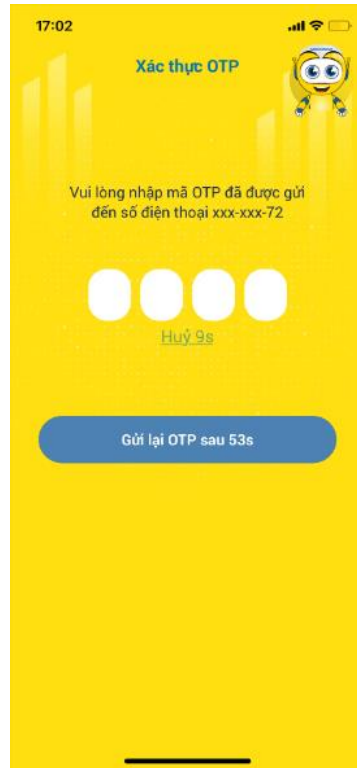 17:02
Xác thực OTP
Vui lòng nhập mã OTP đã được gửi
đến số điện thoại xxx-xxx-72
Huỷ 9s
Gửi lại OTP sau 53s